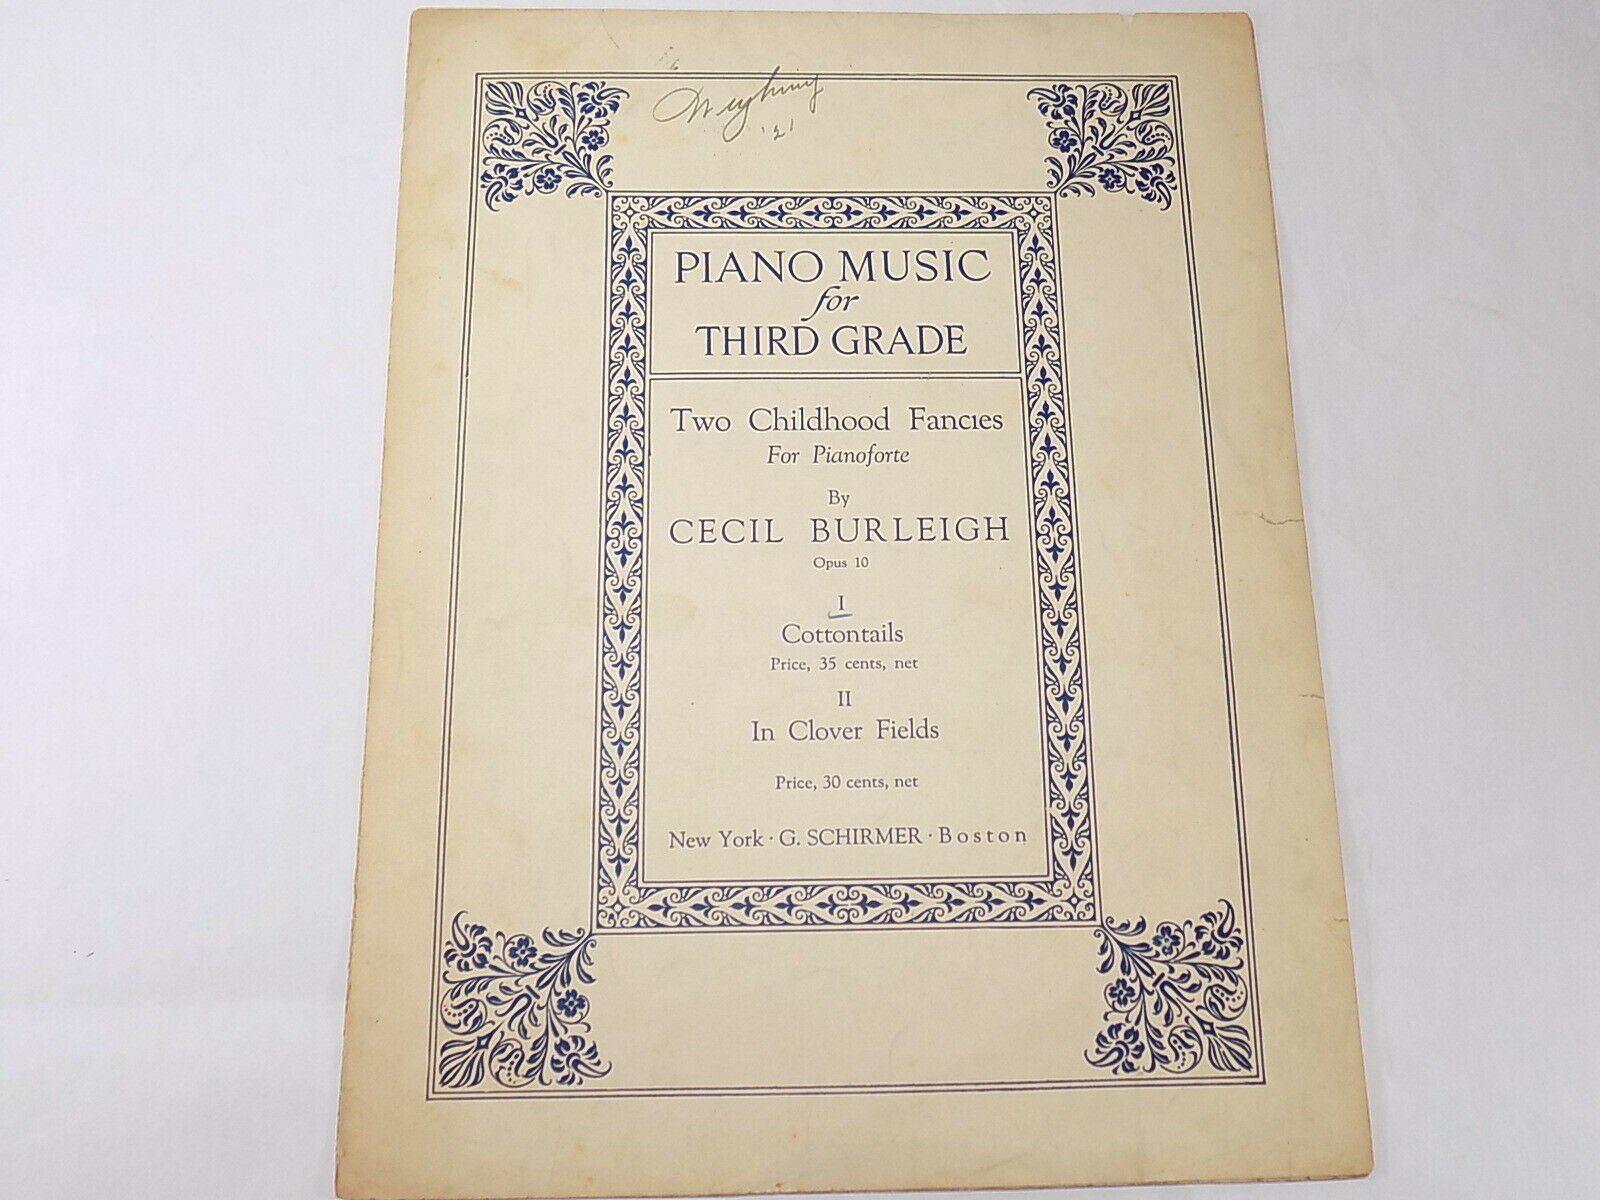 '21
PIANO MUSIC
for
THIRD GRADE
Two Childhood Fancies
For Pianoforte
By
CECIL BURLEIGH
Opus 10
I
Cottontails
Price, 35 cents, net
II
In Clover Fields
Price, 30 cents, net
New York · G. SCHIRMER · Boston